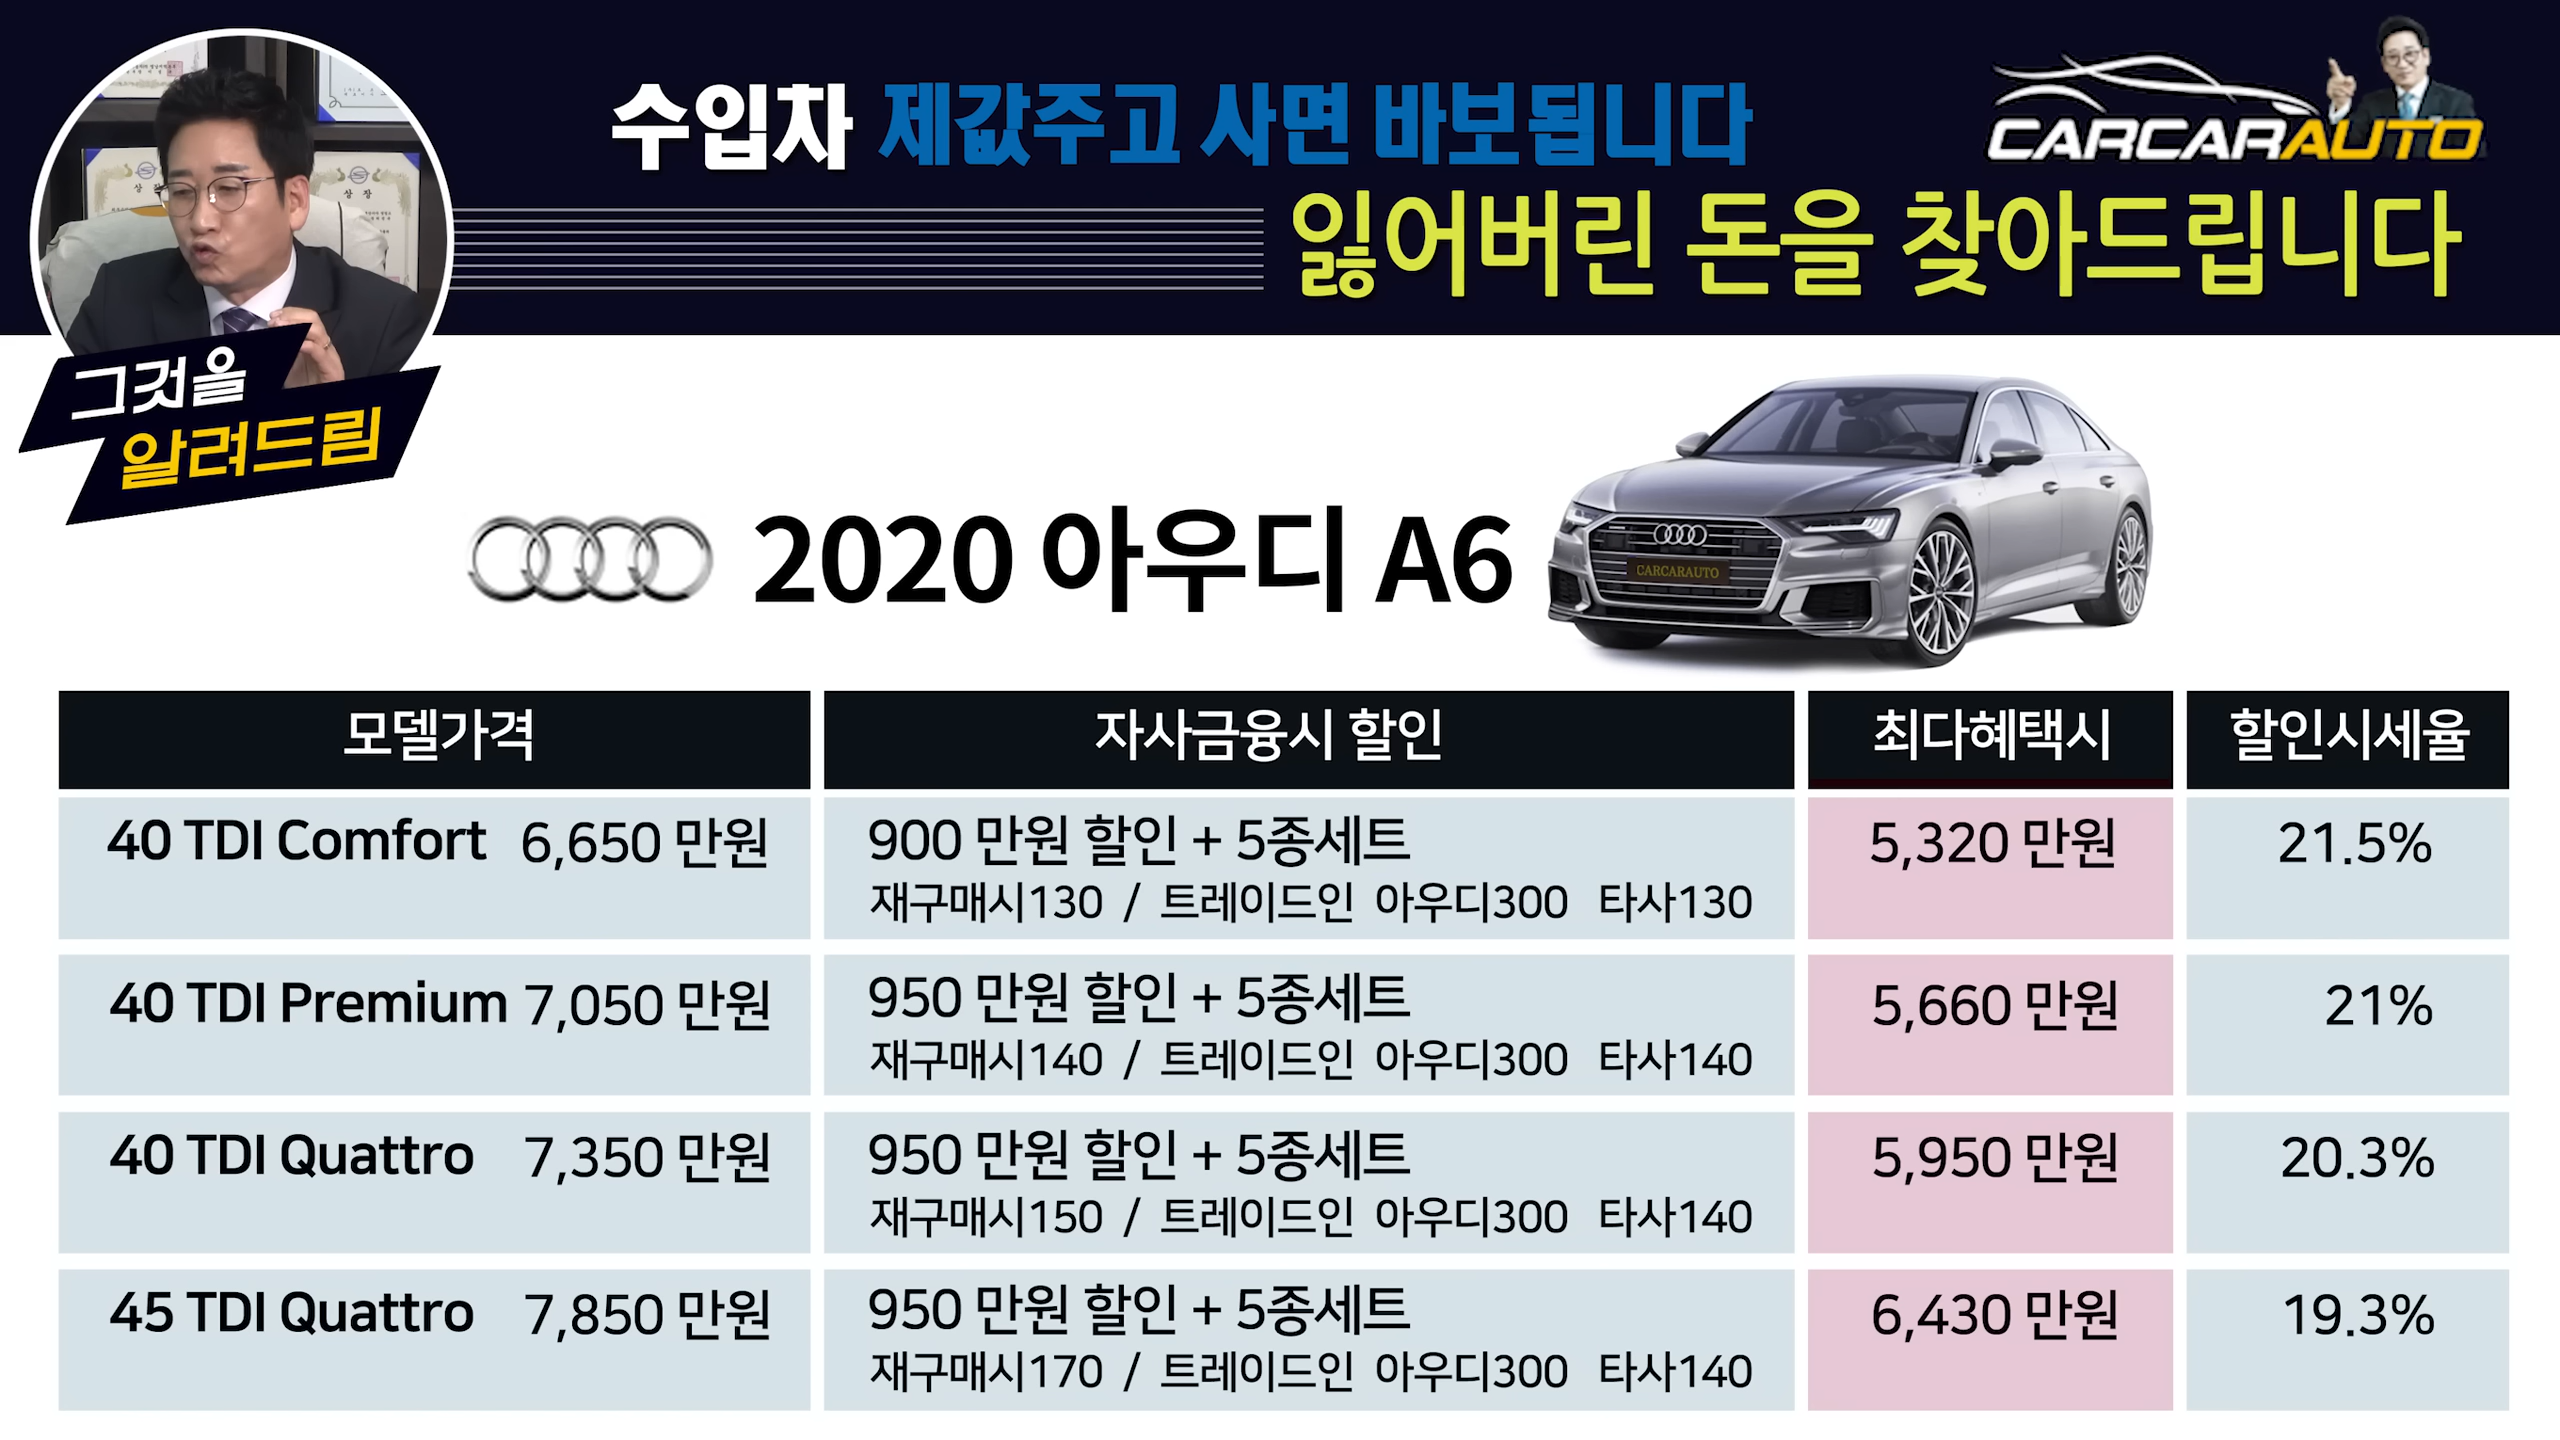 수입차 제값주고 사면 바보됩니다
CARCARAUTO
잃어버린 돈을 찾아드립니다
상장
상장
그것을
알려드림
2020 아우디 A6
CARCARAUTO
모델가격 자사금융시 할인 최다혜택시 할인시세율
40 TDI Comfort 6,650 만원 900 만원 할인 + 5종세트 5,320 만원 21.5%
재구매시130 / 트레이드인 아우디300 타사130
40 TDI Premium 7,050 만원 950 만원 할인 + 5종세트 5,660 만원 21%
재구매시140 / 트레이드인 아우디300 타사140
40 TDI Quattro 7,350 만원 950 만원 할인 + 5종세트 5,950 만원 20.3%
재구매시150 / 트레이드인 아우디300 타사140
45 TDI Quattro 7,850 만원 950 만원 할인 + 5종세트 6,430 만원 19.3%
재구매시170 / 트레이드인 아우디300 타사140